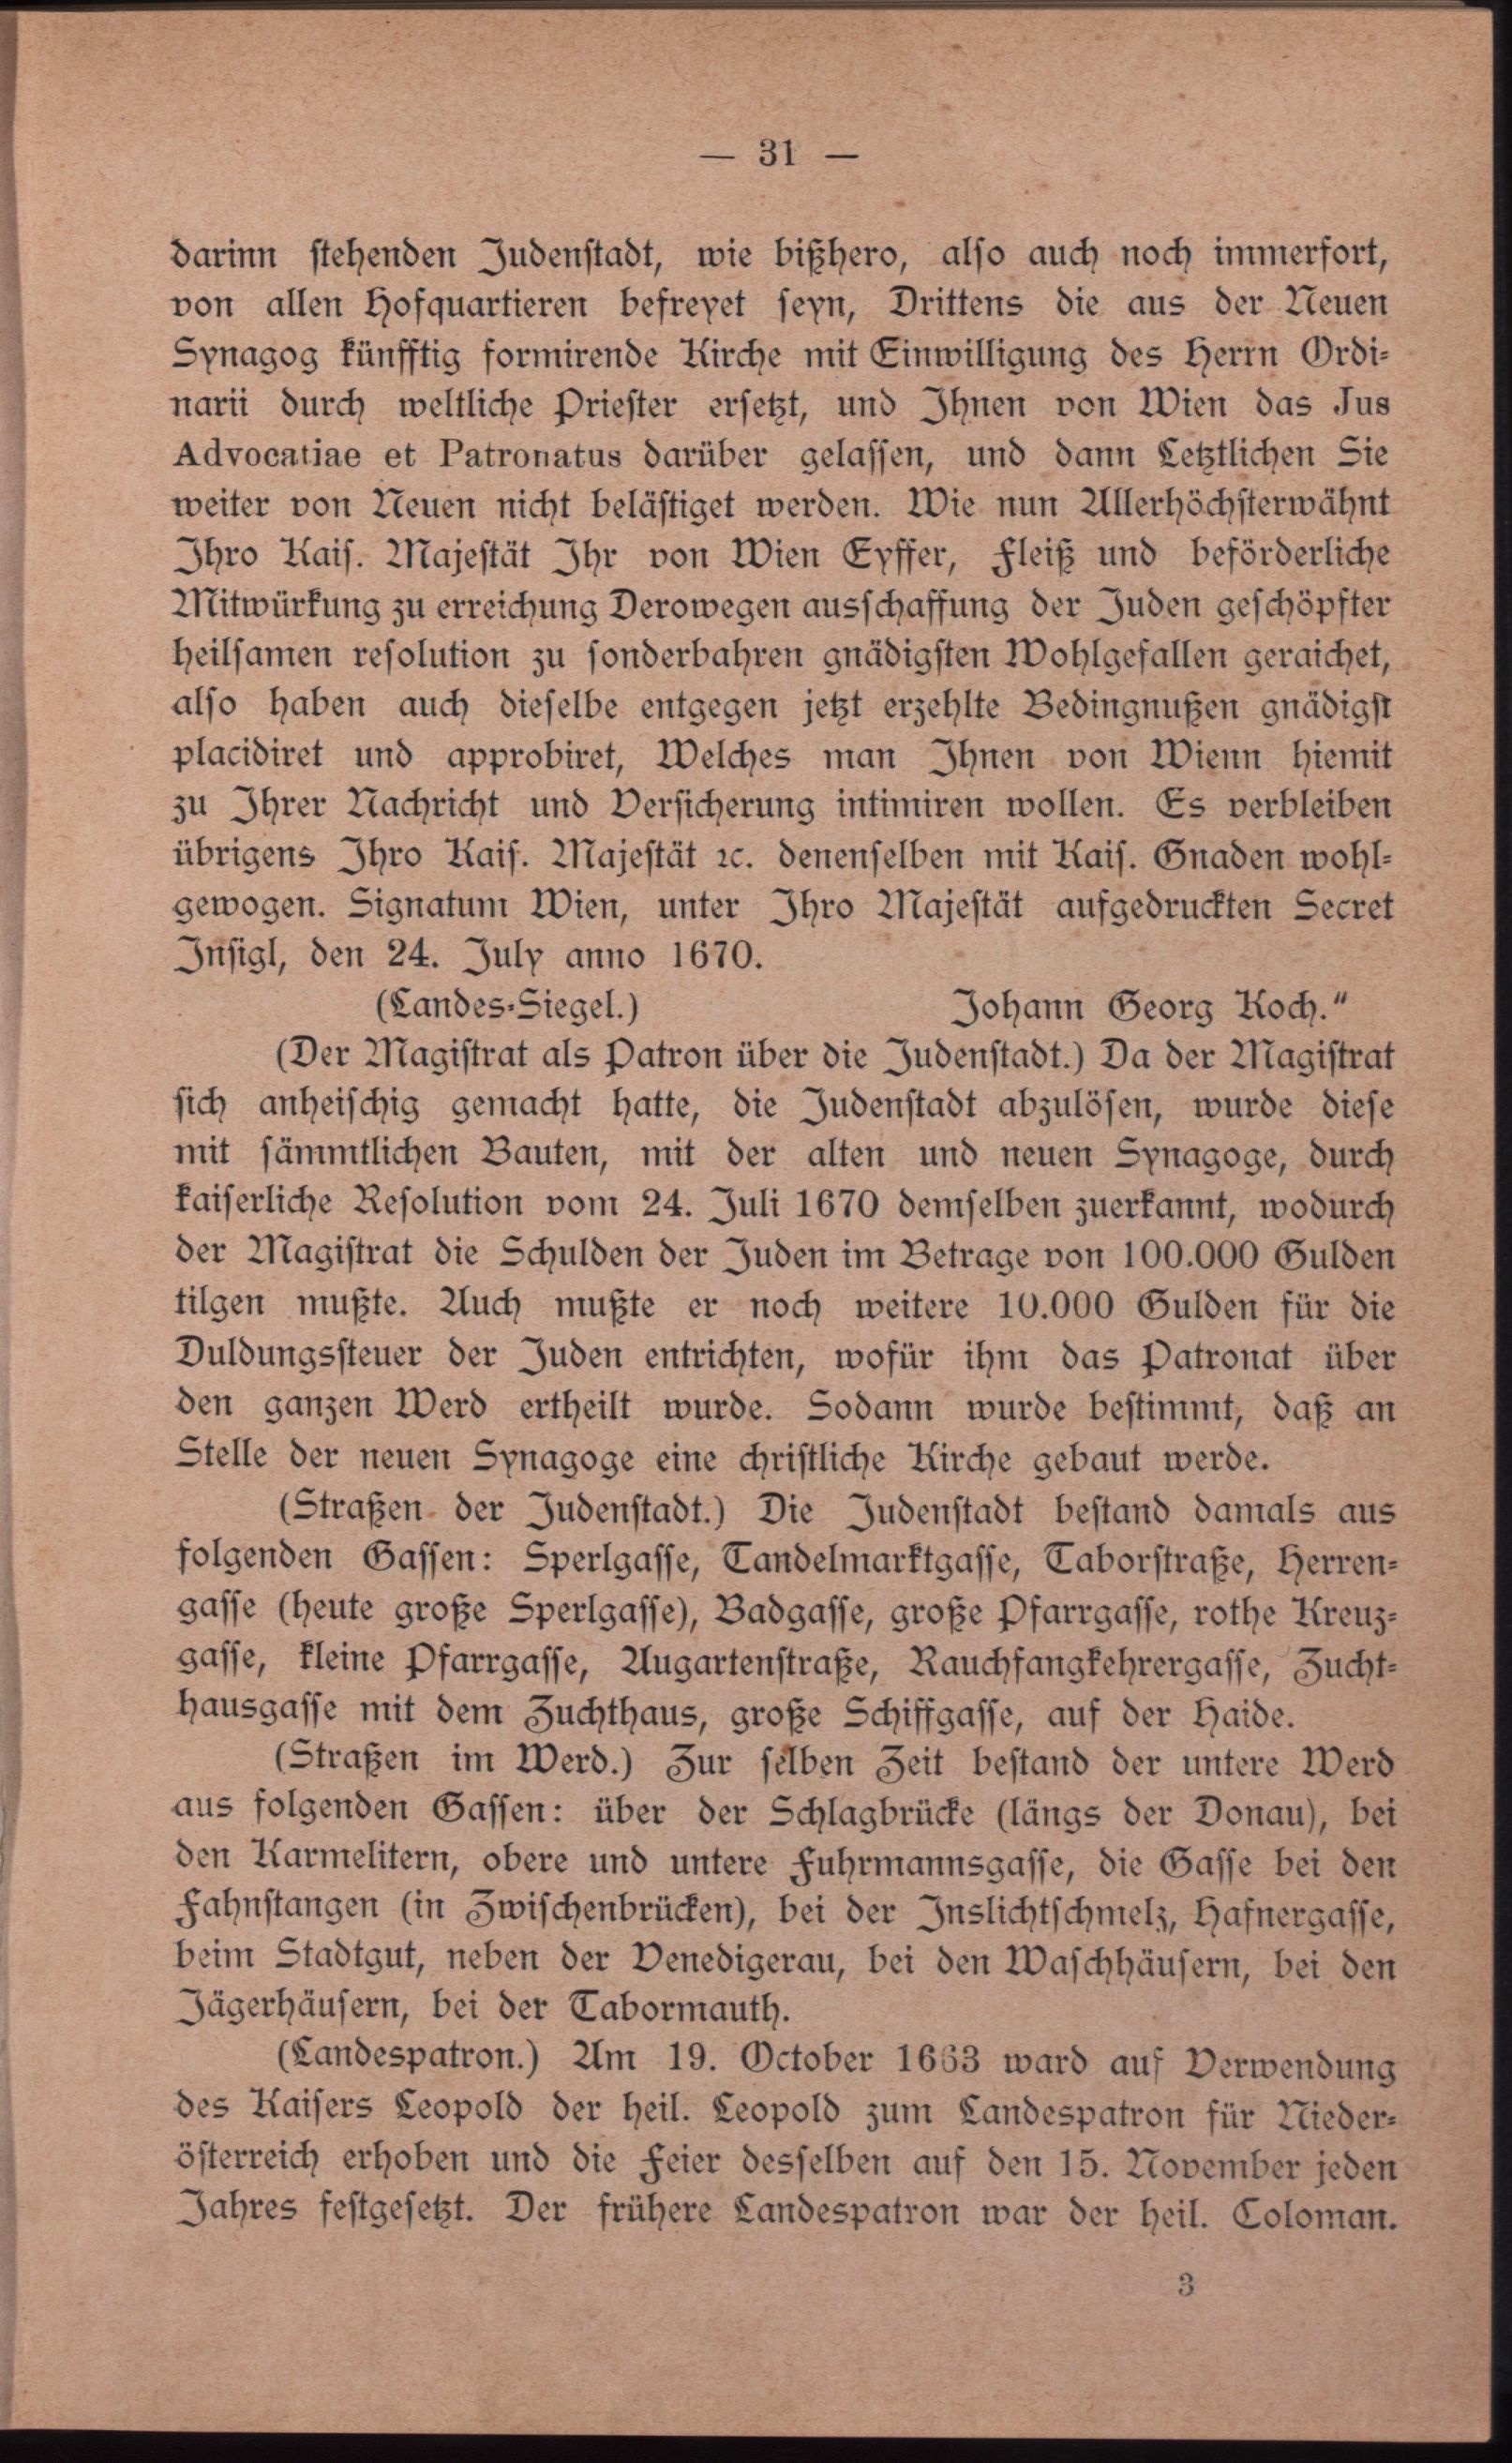 — 31 —
darinn stehenden Judenstadt, wie bißhero, also auch noch immerfort,
von allen Hofquartieren befreyet seyn, Drittens die aus der Neuen
Synagog künfftig formirende Kirche mit Einwilligung des Herrn Ordi-
narii durch weltliche Priester ersetzt, und Ihnen von Wien das Jus
Advocatiae et Patronatus darüber gelassen, und dann Letztlichen Sie
weiter von Neuen nicht belästiget werden. Wie nun Allerhöchsterwähnt
Ihro Kais. Majestät Ihr von Wien Eyffer, Fleiß und beförderliche
Mitwürkung zu erreichung Derowegen ausschaffung der Juden geschöpfter
heilsamen resolution zu sonderbahren gnädigsten Wohlgefallen geraichet,
also haben auch dieselbe entgegen jetzt erzehlte Bedingnußen gnädigst
placidiret und approbiret, Welches man Ihnen von Wienn hiemit
zu Ihrer Nachricht und Versicherung intimiren wollen. Es verbleiben
übrigens Ihro Kais. Majestät ꝛc. denenselben mit Kais. Gnaden wohl-
gewogen. Signatum Wien, unter Ihro Majestät aufgedruckten Secret
Insigl, den 24. July anno 1670.
(Landes-Siegel.) Johann Georg Koch."
(Der Magistrat als Patron über die Judenstadt.) Da der Magistrat
sich anheischig gemacht hatte, die Judenstadt abzulösen, wurde diese
mit sämmtlichen Bauten, mit der alten und neuen Synagoge, durch
kaiserliche Resolution vom 24. Juli 1670 demselben zuerkannt, wodurch
der Magistrat die Schulden der Juden im Betrage von 100.000 Gulden
tilgen mußte. Auch mußte er noch weitere 10.000 Gulden für die
Duldungssteuer der Juden entrichten, wofür ihm das Patronat über
den ganzen Werd ertheilt wurde. Sodann wurde bestimmt, daß an
Stelle der neuen Synagoge eine christliche Kirche gebaut werde.
(Straßen der Judenstadt.) Die Judenstadt bestand damals aus
folgenden Gassen: Sperlgasse, Tandelmarktgasse, Taborstraße, Herren-
gasse (heute große Sperlgasse), Badgasse, große Pfarrgasse, rothe Kreuz-
gasse, kleine Pfarrgasse, Augartenstraße, Rauchfangkehrergasse, Zucht-
hausgasse mit dem Zuchthaus, große Schiffgasse, auf der Haide.
(Straßen im Werd.) Zur selben Zeit bestand der untere Werd
aus folgenden Gassen: über der Schlagbrücke (längs der Donau), bei
den Karmelitern, obere und untere Fuhrmannsgasse, die Gasse bei den
Fahnstangen (in Zwischenbrücken), bei der Inslichtschmelz, Hafnergasse,
beim Stadtgut, neben der Venedigerau, bei den Waschhäusern, bei den
Jägerhäusern, bei der Tabormauth.
(Landespatron.) Am 19. October 1663 ward auf Verwendung
des Kaisers Leopold der heil. Leopold zum Landespatron für Nieder-
österreich erhoben und die Feier desselben auf den 15. November jeden
Jahres festgesetzt. Der frühere Landespatron war der heil. Coloman.
3